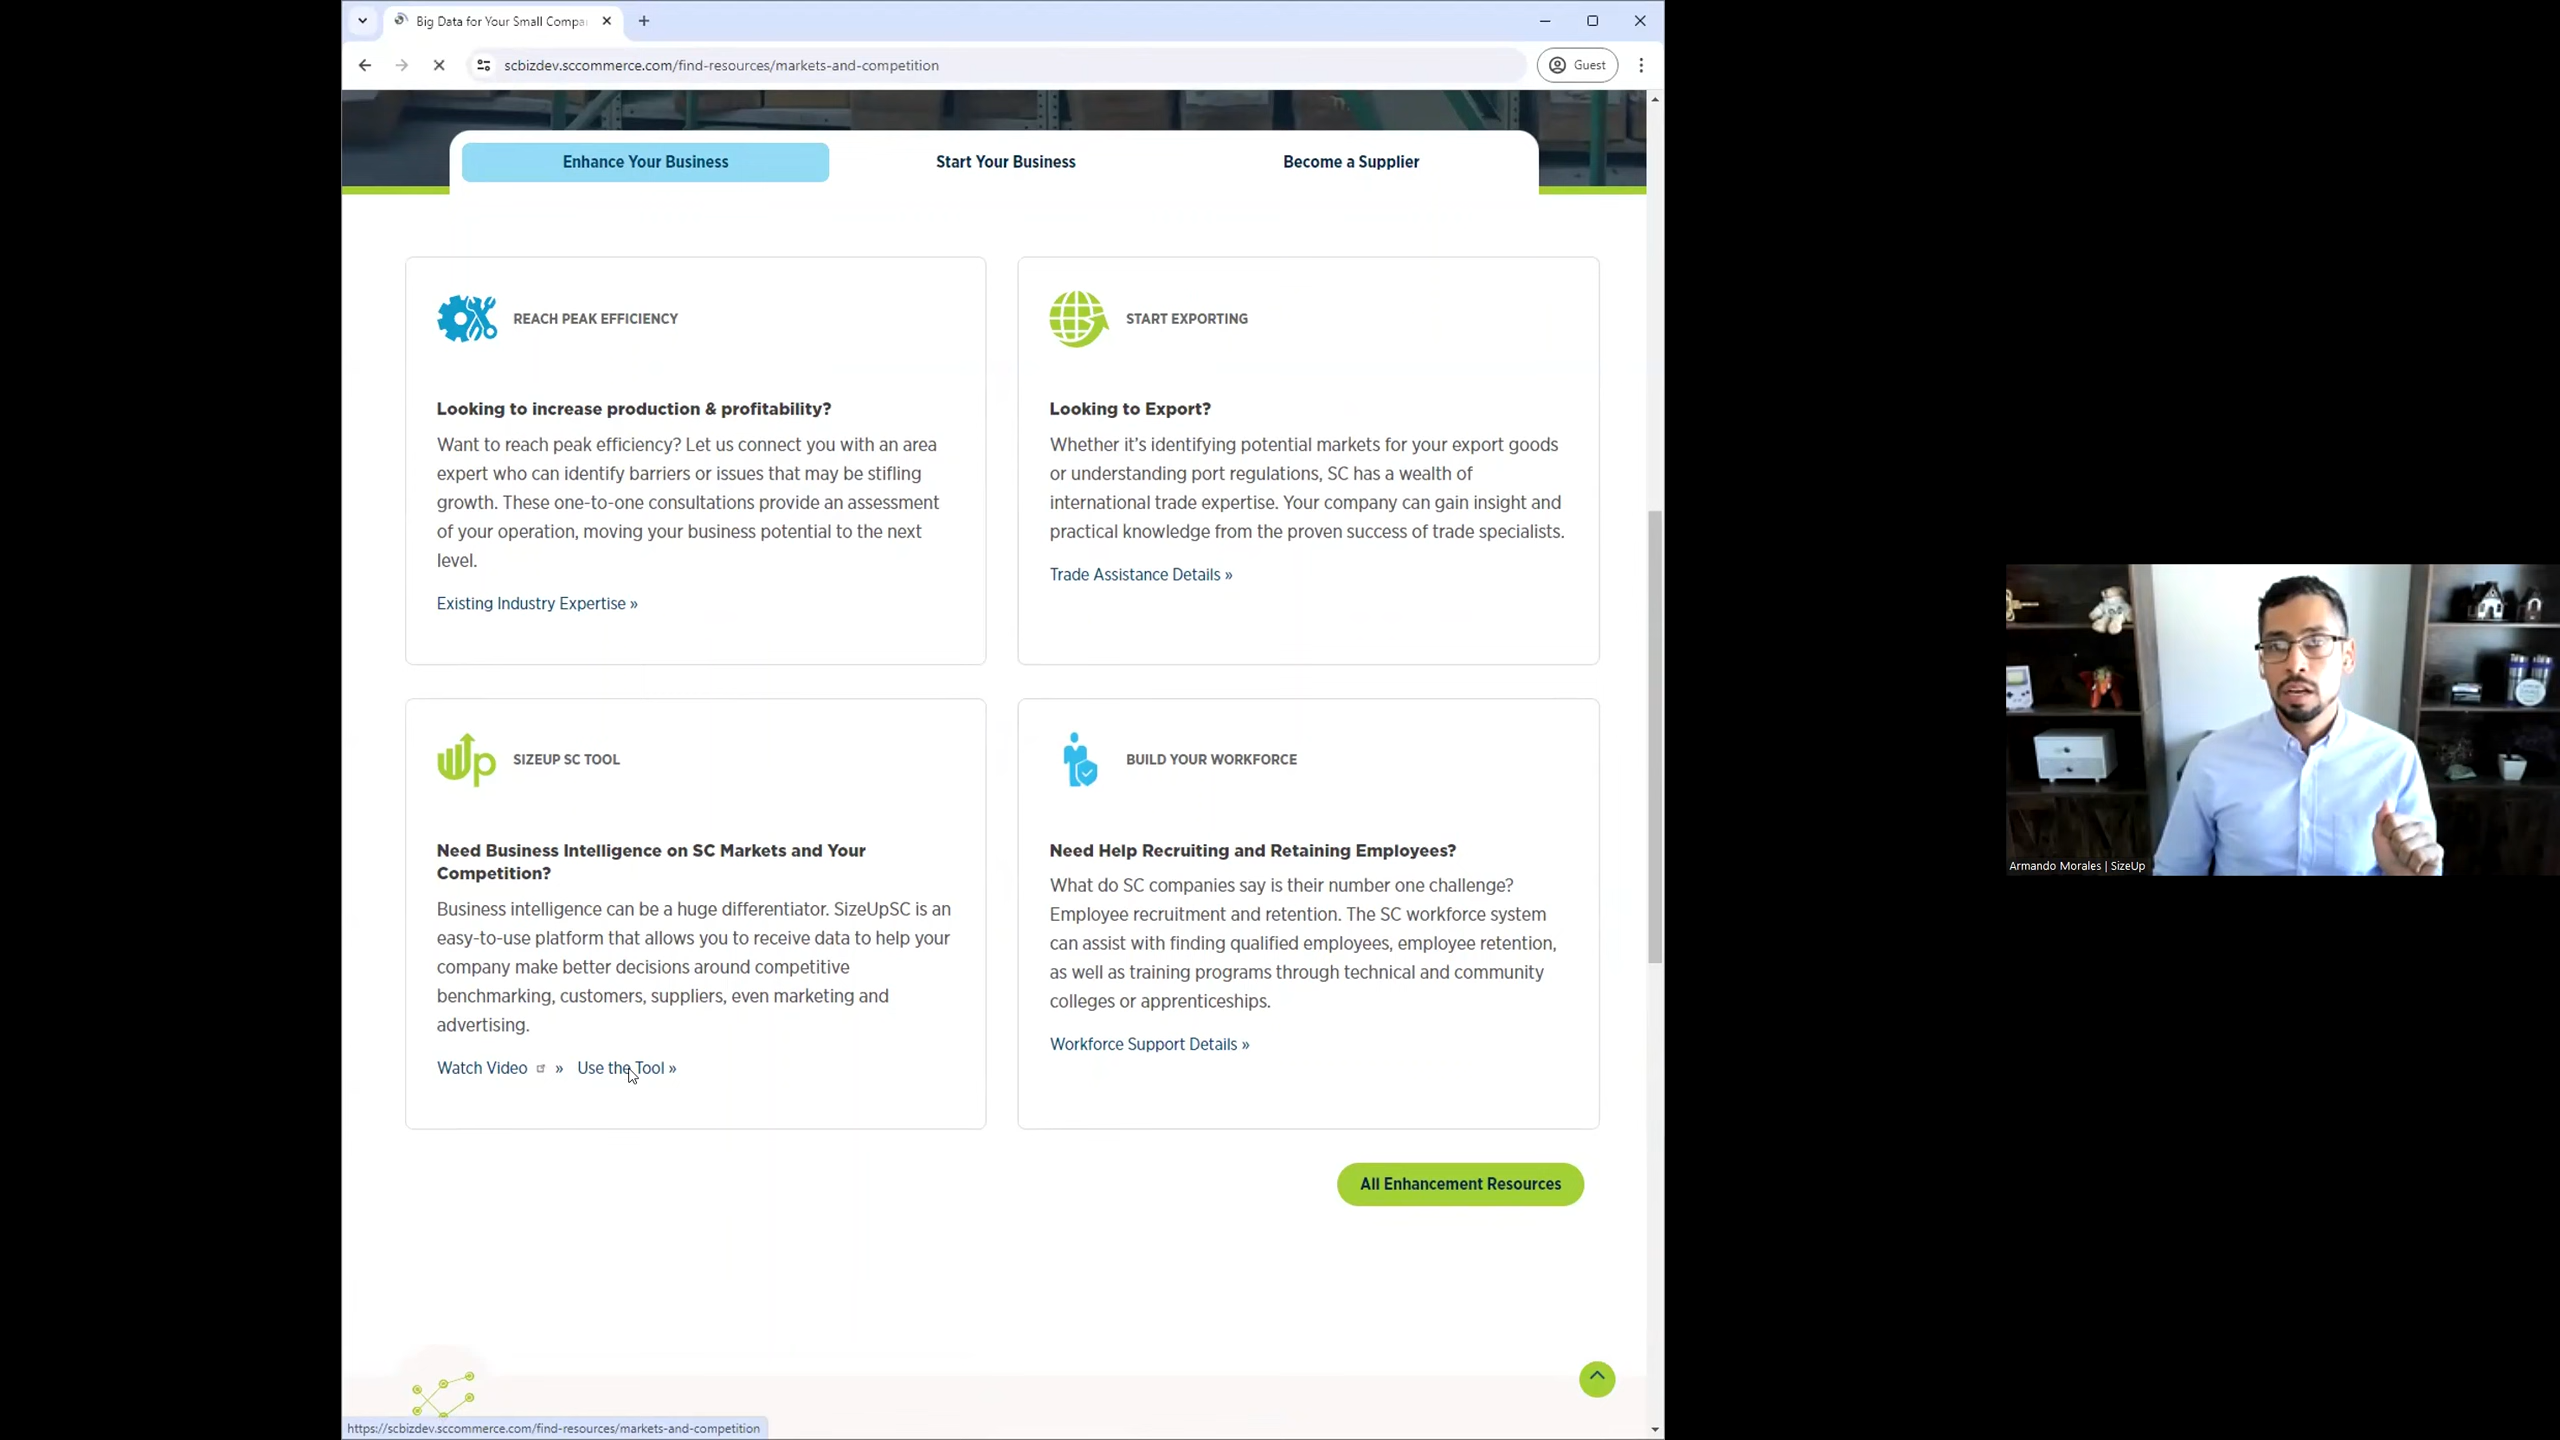 Big Data for Your Small Compa
scbizdev.sccommerce.com/find-resources/markets-and-competition
Guest
Enhance Your Business
Start Your Business
Become a Supplier
REACH PEAK EFFICIENCY
Looking to increase production & profitability?
Want to reach peak efficiency? Let us connect you with an area
expert who can identify barriers or issues that may be stifling
growth. These one-to-one consultations provide an assessment
of your operation, moving your business potential to the next
level.
Existing Industry Expertise »
START EXPORTING
Looking to Export?
Whether it’s identifying potential markets for your export goods
or understanding port regulations, SC has a wealth of
international trade expertise. Your company can gain insight and
practical knowledge from the proven success of trade specialists.
Trade Assistance Details »
up
SIZEUP SC TOOL
Need Business Intelligence on SC Markets and Your
Competition?
Business intelligence can be a huge differentiator. SizeUpSC is an
easy-to-use platform that allows you to receive data to help your
company make better decisions around competitive
benchmarking, customers, suppliers, even marketing and
advertising.
Watch Video » Use the Tool »
BUILD YOUR WORKFORCE
Need Help Recruiting and Retaining Employees?
What do SC companies say is their number one challenge?
Employee recruitment and retention. The SC workforce system
can assist with finding qualified employees, employee retention,
as well as training programs through technical and community
colleges or apprenticeships.
Workforce Support Details »
All Enhancement Resources
https://scbizdev.sccommerce.com/find-resources/markets-and-competition
Armando Morales | SizeUp